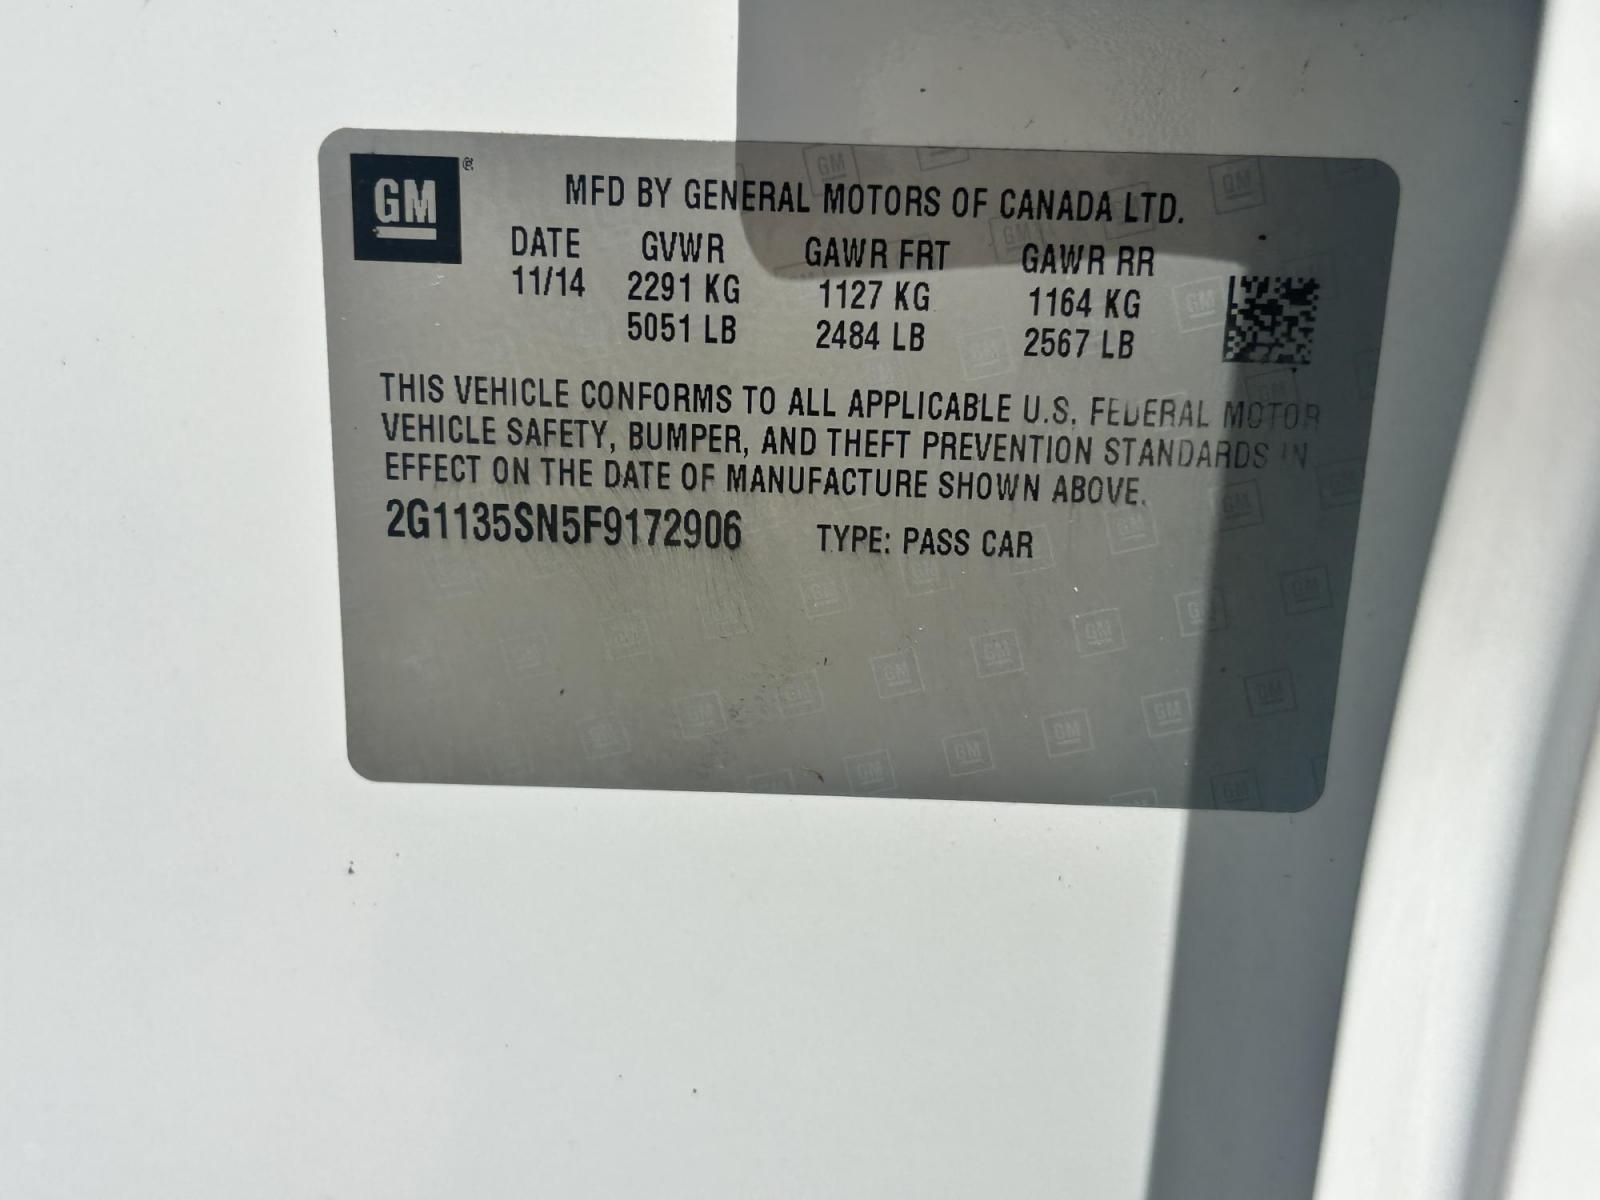 GM ®
MFD BY GENERAL MOTORS OF CANADA LTD.
DATE GVWR GAWR FRT GAWR RR
11/14 2291 KG 1127 KG 1164 KG
5051 LB 2484 LB 2567 LB
THIS VEHICLE CONFORMS TO ALL APPLICABLE U.S. FEDERAL MOTOR
VEHICLE SAFETY, BUMPER, AND THEFT PREVENTION STANDARDS IN
EFFECT ON THE DATE OF MANUFACTURE SHOWN ABOVE.
2G1135SN5F9172906 TYPE: PASS CAR